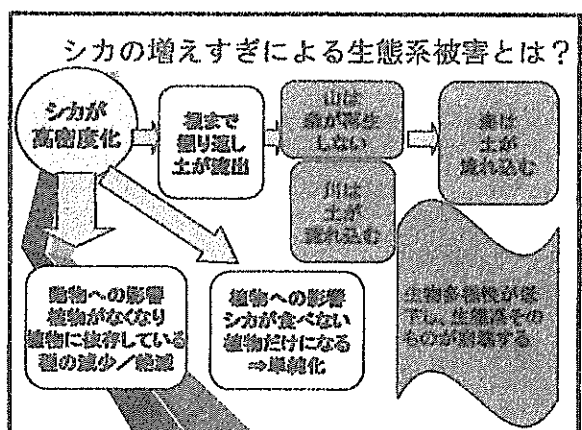 シカの増えすぎによる生態系被害とは？
シカが
高密度化
根まで
掘り返し
土が流出
山は
森が再生
しない
川は
土が
流れ込む
海は
土が
流れ込む
動物への影響
植物がなくなり
植物に依存している
種の減少／絶滅
植物への影響
シカが食べない
植物だけになる
⇒単純化
生物多様性が低
下し、生態系その
ものが崩壊する